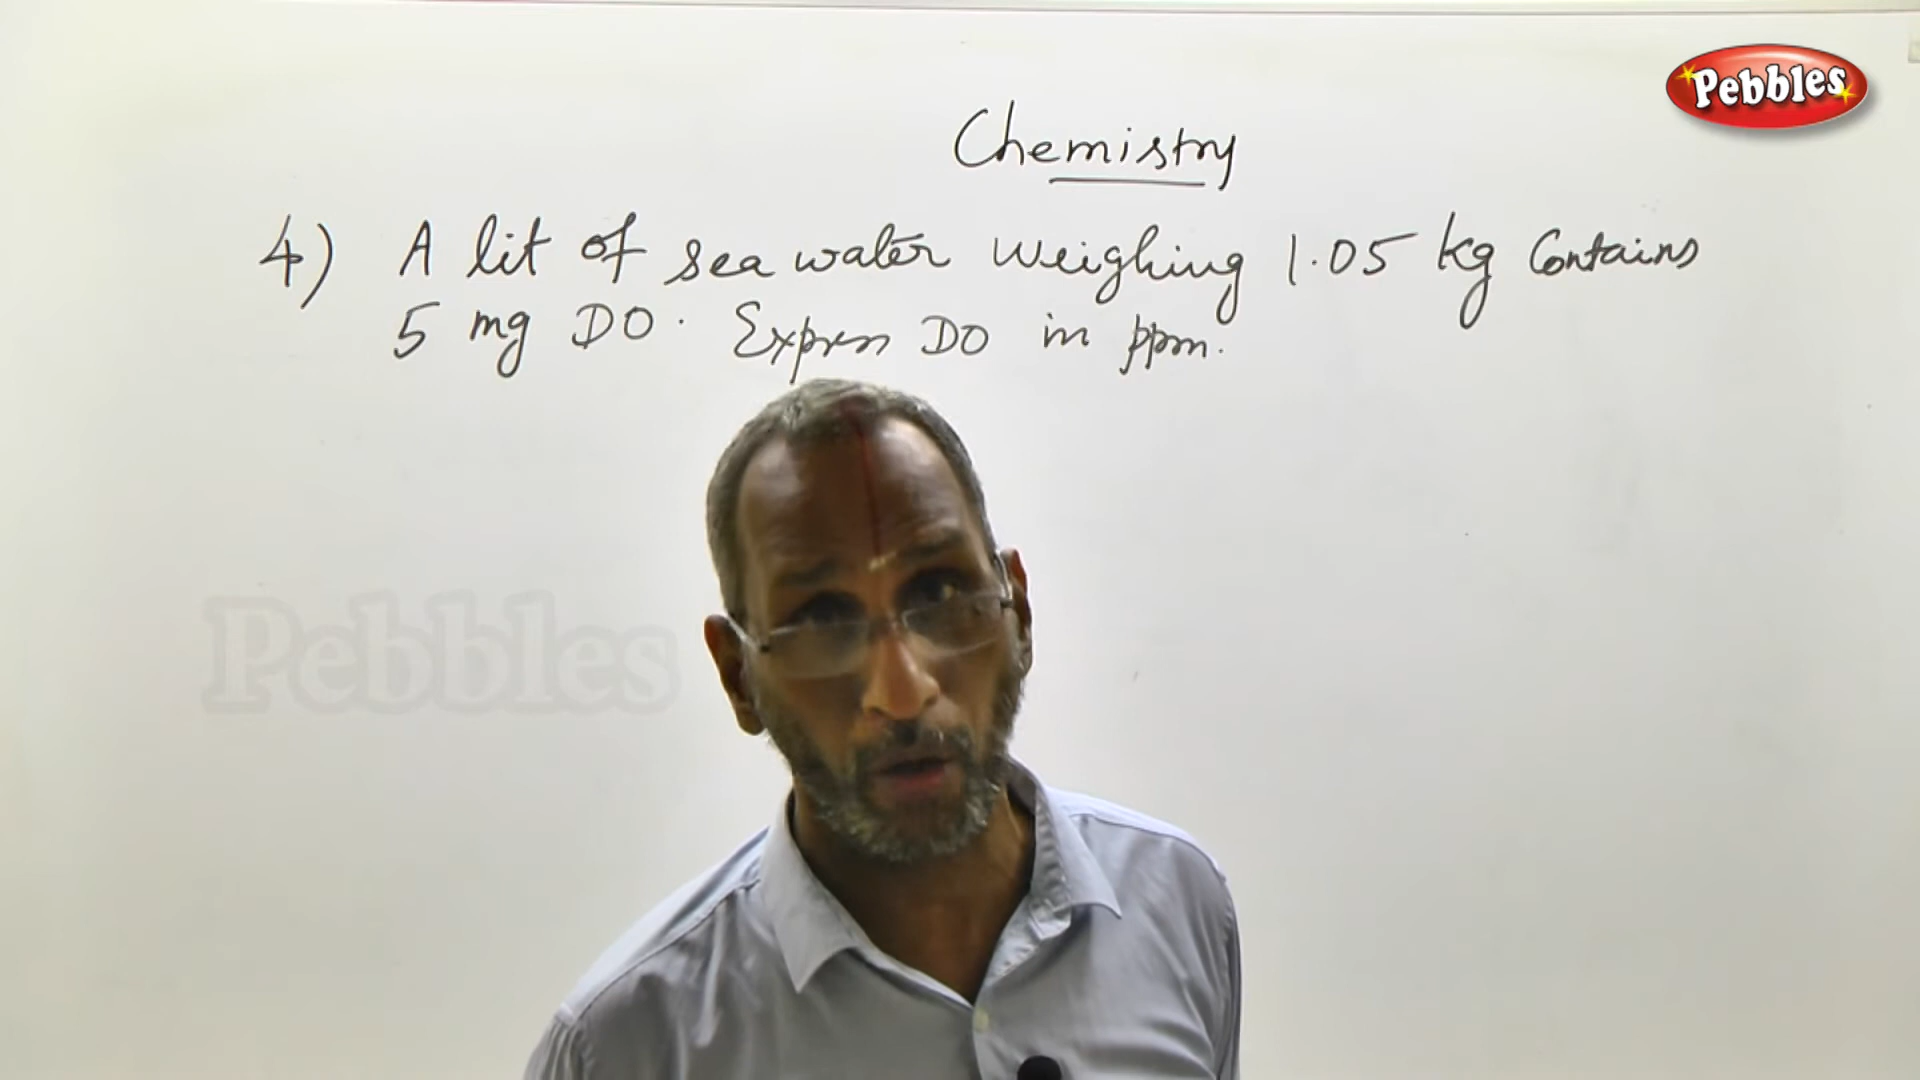 Pebbles
Chemistry
4) A lit of sea water weighing 1.05 kg Contains
5 mg DO. Express DO in ppm.
Pebbles